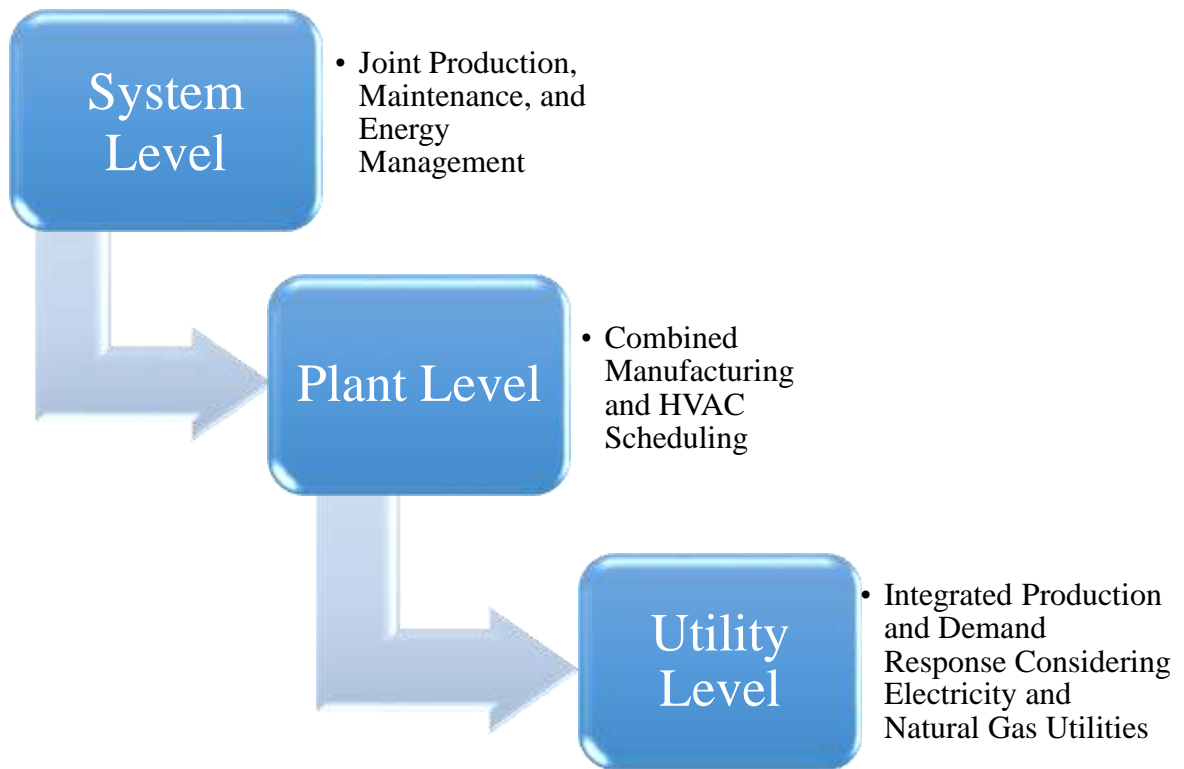 System
Level
• Joint Production,
Maintenance, and
Energy
Management
Plant Level
• Combined
Manufacturing
and HVAC
Scheduling
Utility
Level
• Integrated Production
and Demand
Response Considering
Electricity and
Natural Gas Utilities